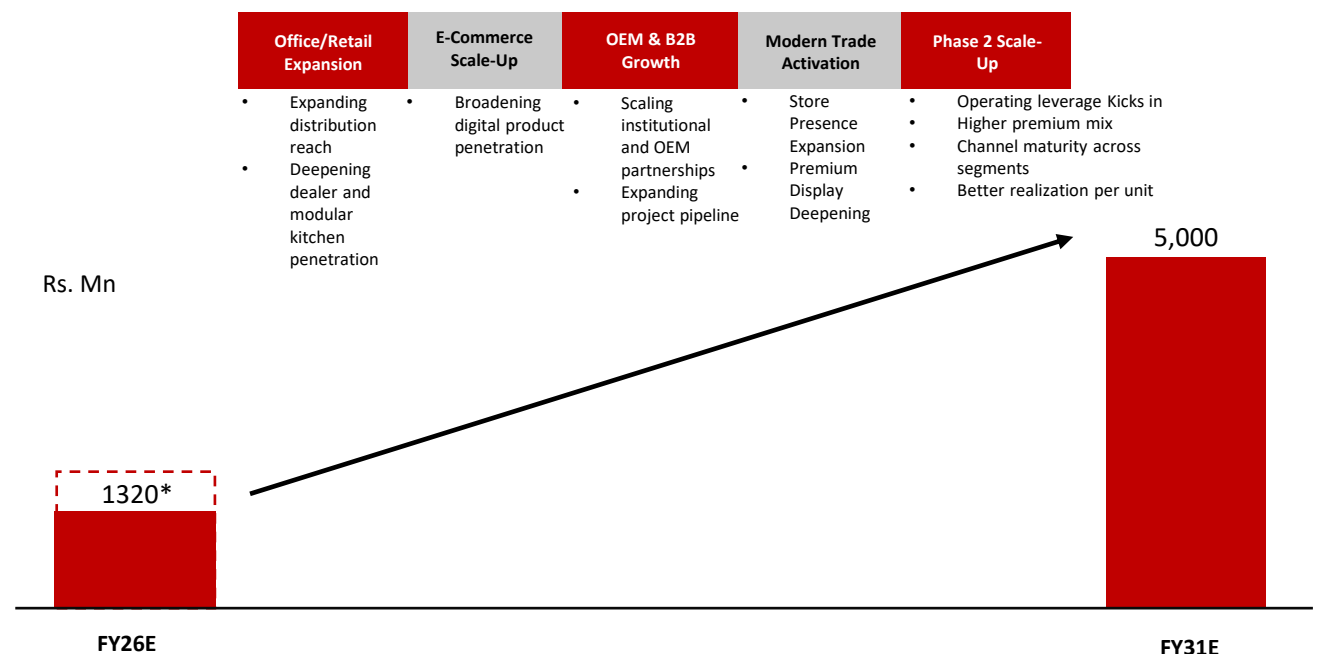 Office/Retail
Expansion
E-Commerce
Scale-Up
OEM & B2B
Growth
Modern Trade
Activation
Phase 2 Scale-
Up
• Expanding
distribution
reach
• Deepening
dealer and
modular
kitchen
penetration
• Broadening
digital product
penetration
• Scaling
institutional
and OEM
partnerships
• Expanding
project pipeline
• Store
Presence
Expansion
• Premium
Display
Deepening
• Operating leverage Kicks in
• Higher premium mix
• Channel maturity across
segments
• Better realization per unit
Rs. Mn
5,000
1320*
FY26E
FY31E